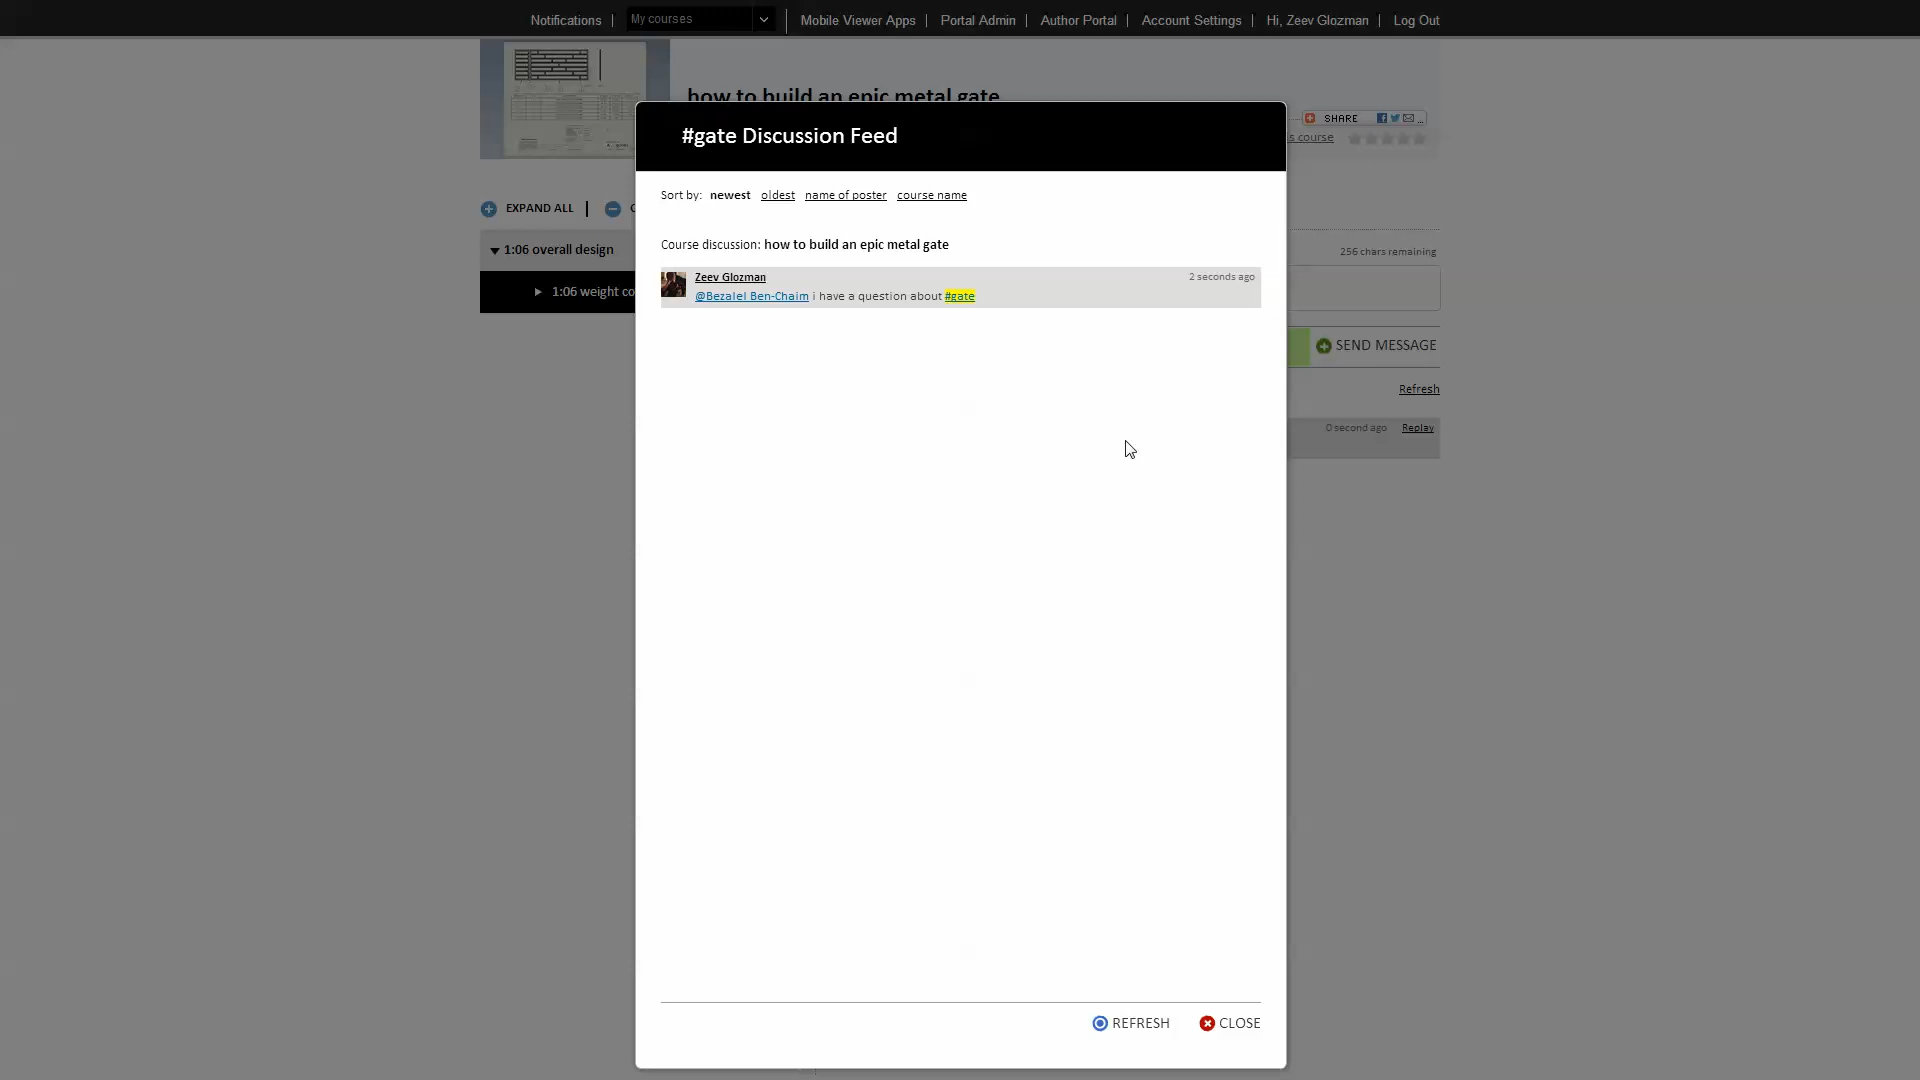 Notifications | My courses | Mobile Viewer Apps | Portal Admin | Author Portal | Account Settings | Hi, Zeev Glozman | Log Out
how to build an epic metal gate
SHARE
s course
#gate Discussion Feed
Sort by: newest oldest name of poster course name
EXPAND ALL |
1:06 overall design
1:06 weight co
Course discussion: how to build an epic metal gate
Zeev Glozman 2 seconds ago
@Bezalel Ben-Chaim i have a question about #gate
256 chars remaining
SEND MESSAGE
Refresh
0 second ago Replay
REFRESH CLOSE